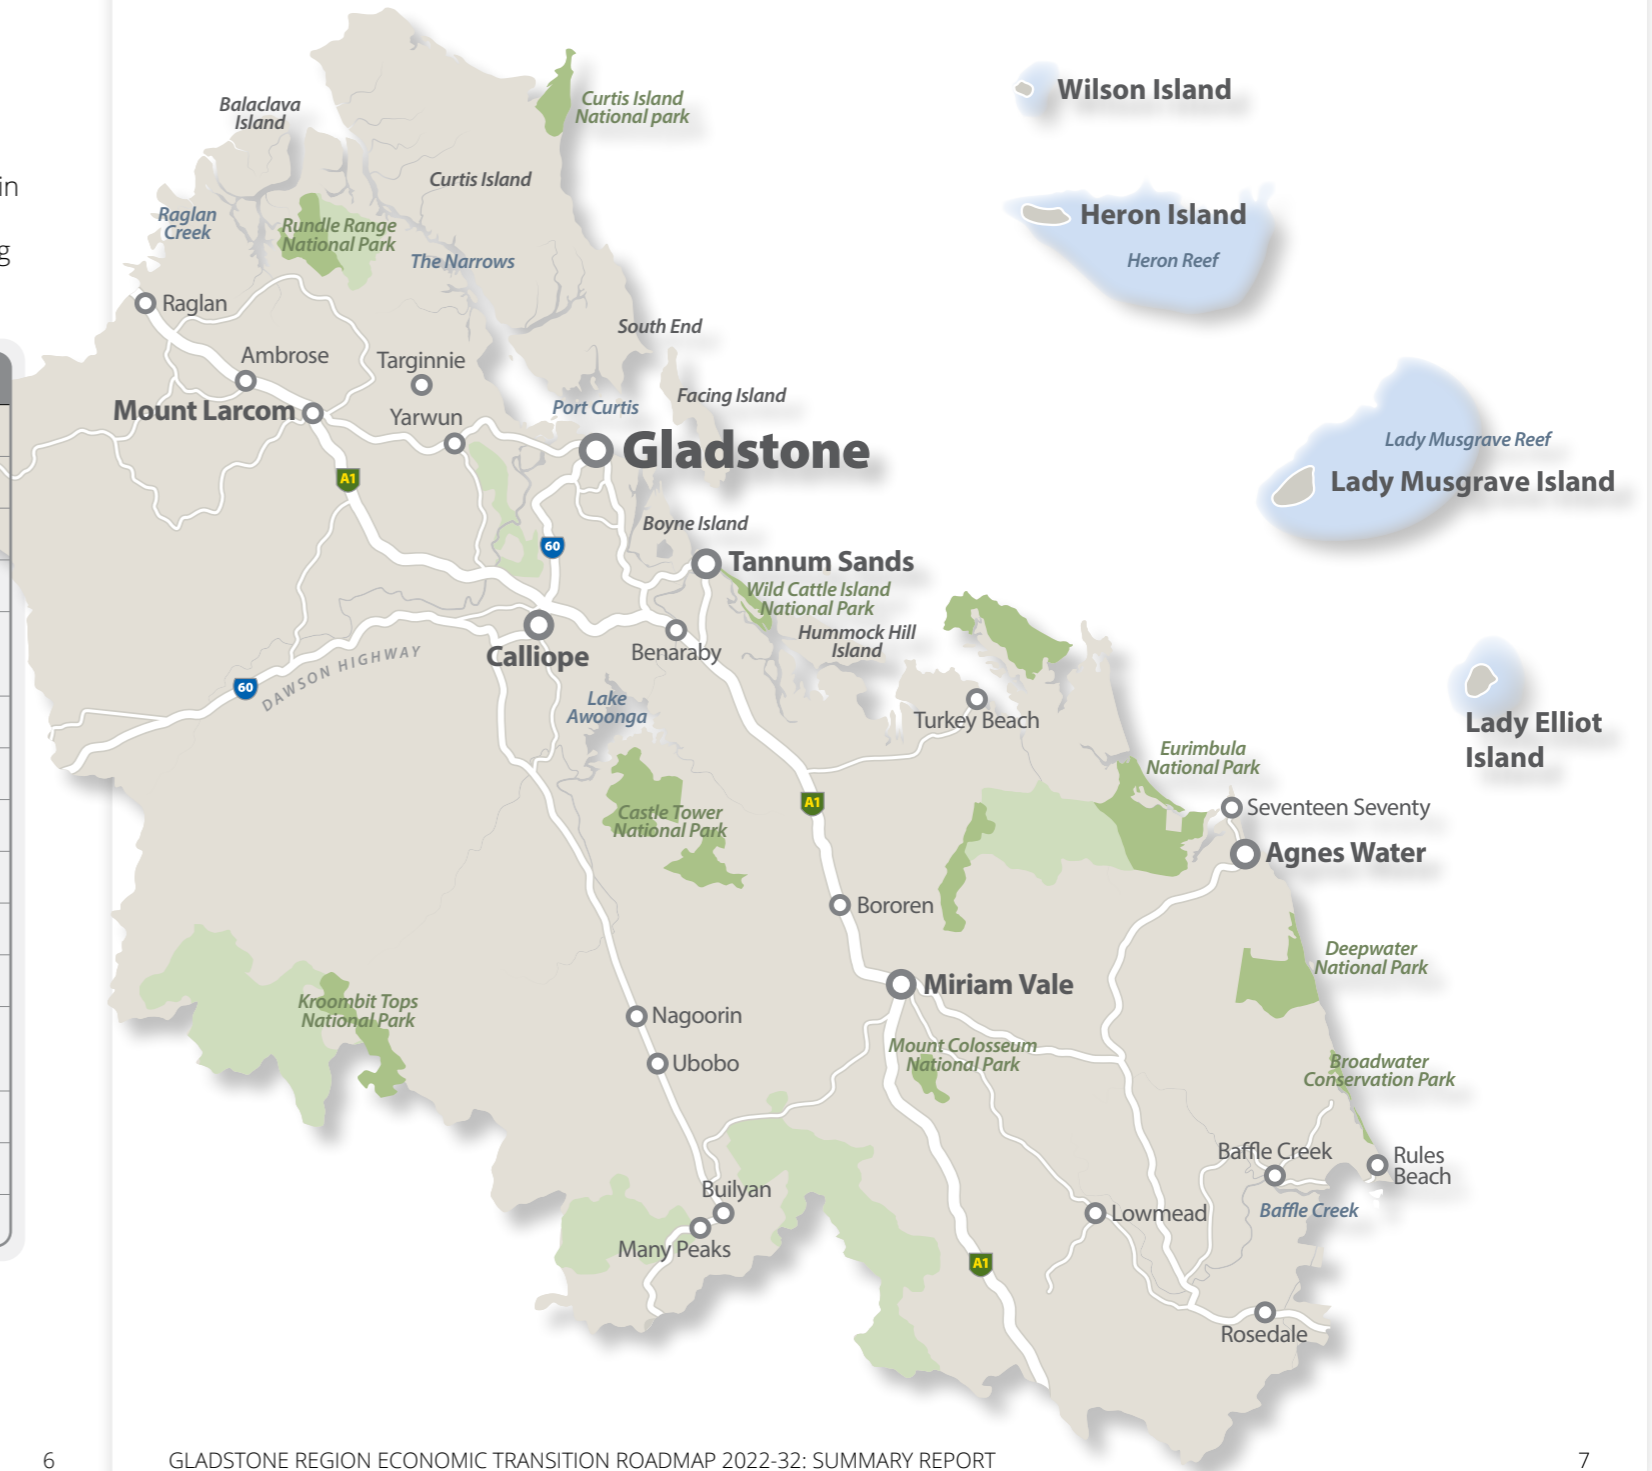 in
g
Wilson Island
Curtis Island
National park
Balaclava
Island
Curtis Island
Heron Island
Raglan
Creek
Rundle Range
National Park
The Narrows
Heron Reef
Raglan
South End
Ambrose
Targinnie
Facing Island
Mount Larcom
Yarwun
Port Curtis
Gladstone
Lady Musgrave Reef
A1
Lady Musgrave Island
Boyne Island
60
Tannum Sands
Wild Cattle Island
National Park
Hummock Hill
Island
Calliope
Benaraby
60
DAWSON HIGHWAY
Lake
Awoonga
Turkey Beach
Lady Elliot
Island
Eurimbula
National Park
A1
Castle Tower
National Park
Seventeen Seventy
Agnes Water
Bororen
Deepwater
National Park
Miriam Vale
Kroombit Tops
National Park
Nagoorin
Mount Colosseum
National Park
Ubobo
Broadwater
Conservation Park
Baffle Creek
Rules
Beach
Builyan
Baffle Creek
Lowmead
Many Peaks
A1
Rosedale
6
GLADSTONE REGION ECONOMIC TRANSITION ROADMAP 2022-32: SUMMARY REPORT
7